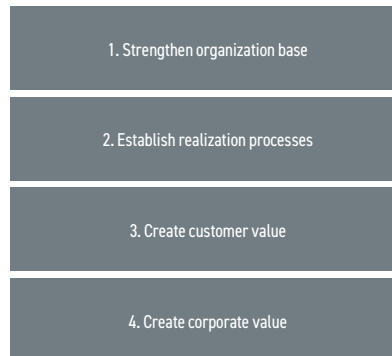 1. Strengthen organization base
2. Establish realization processes
3. Create customer value
4. Create corporate value